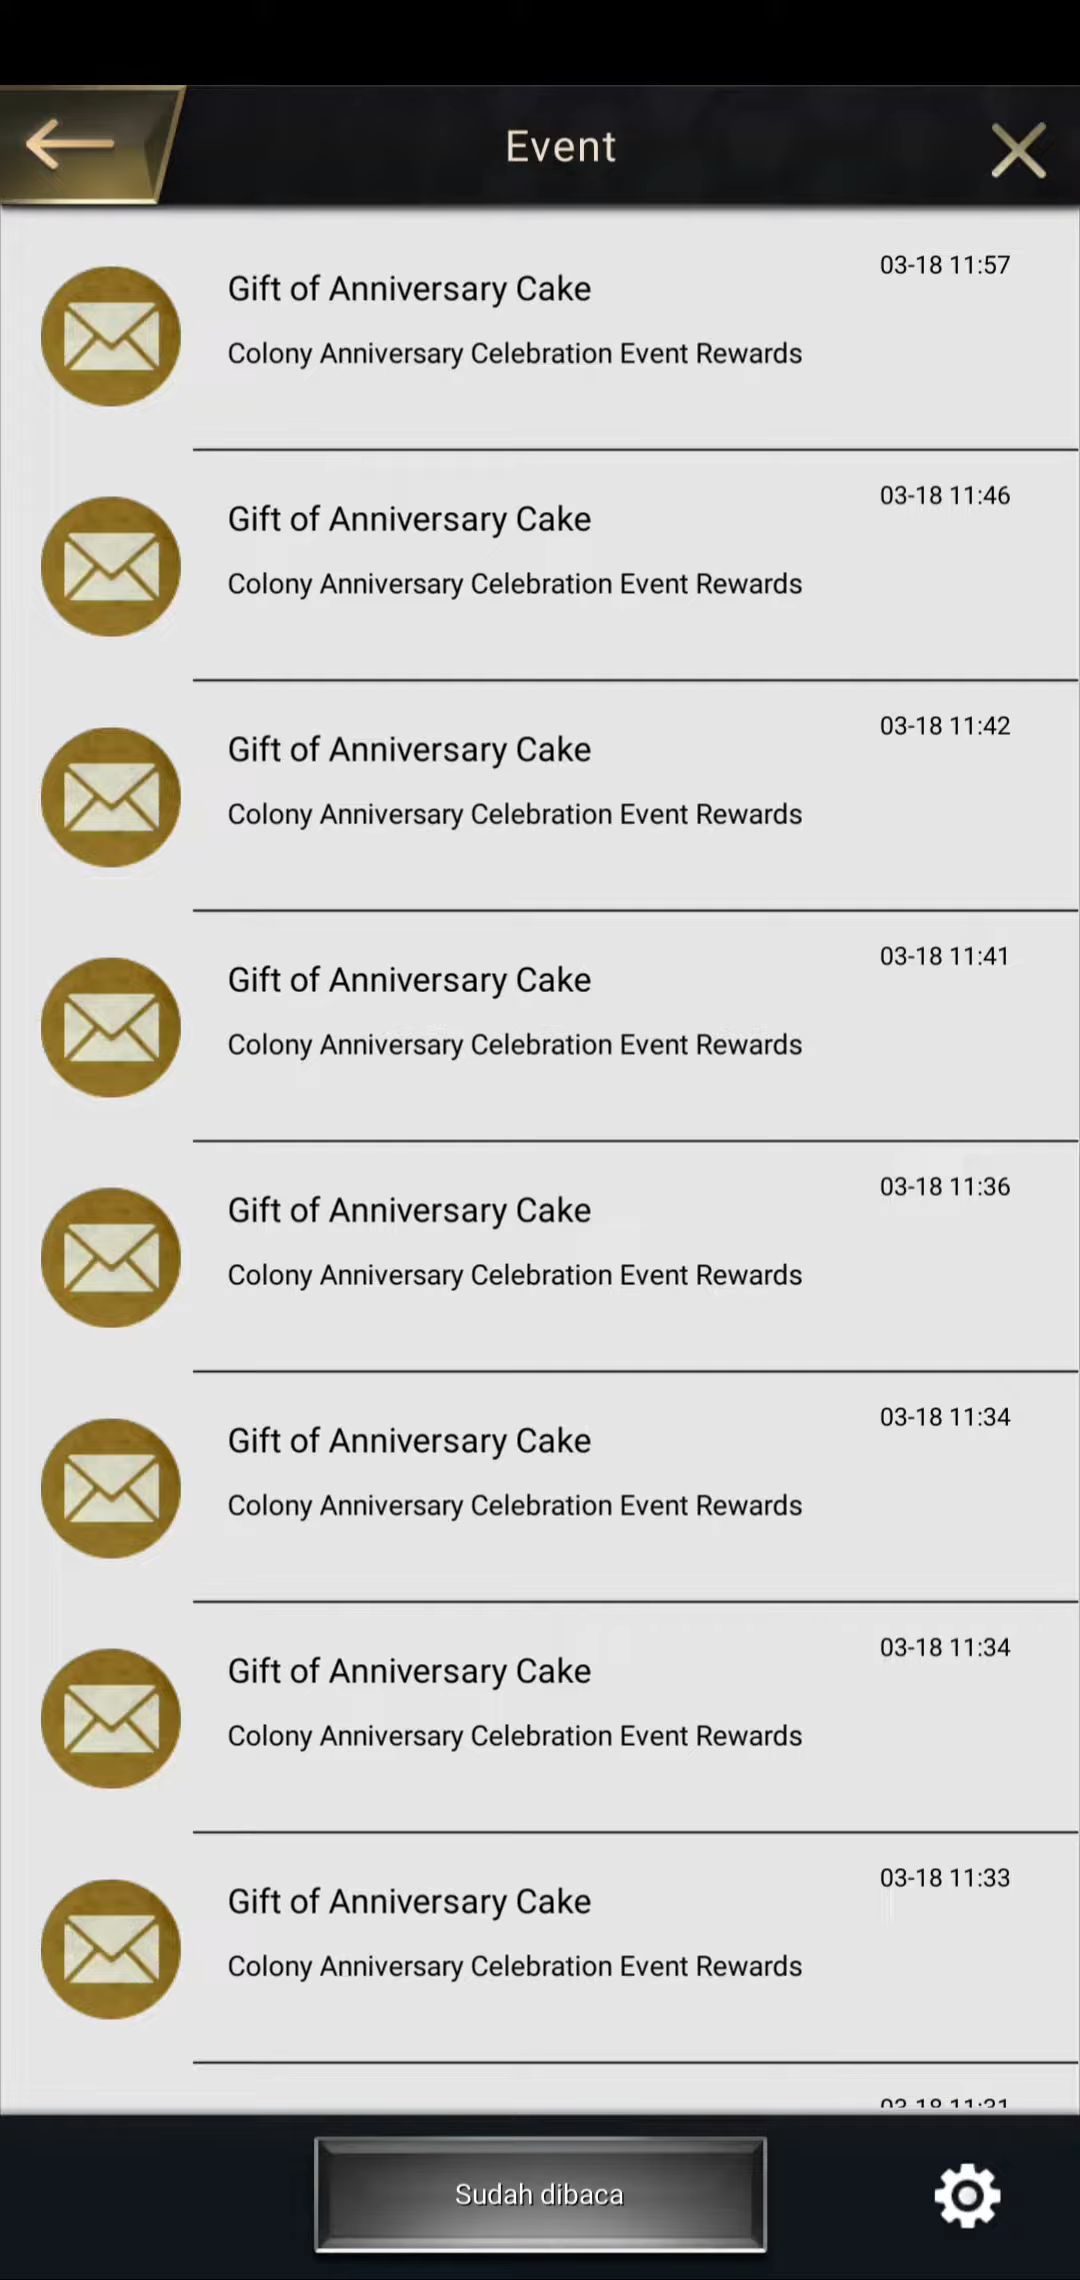 Event
03-18 11:57
Gift of Anniversary Cake
Colony Anniversary Celebration Event Rewards
03-18 11:46
Gift of Anniversary Cake
Colony Anniversary Celebration Event Rewards
03-18 11:42
Gift of Anniversary Cake
Colony Anniversary Celebration Event Rewards
03-18 11:41
Gift of Anniversary Cake
Colony Anniversary Celebration Event Rewards
03-18 11:36
Gift of Anniversary Cake
Colony Anniversary Celebration Event Rewards
03-18 11:34
Gift of Anniversary Cake
Colony Anniversary Celebration Event Rewards
03-18 11:34
Gift of Anniversary Cake
Colony Anniversary Celebration Event Rewards
03-18 11:33
Gift of Anniversary Cake
Colony Anniversary Celebration Event Rewards
Sudah dibaca